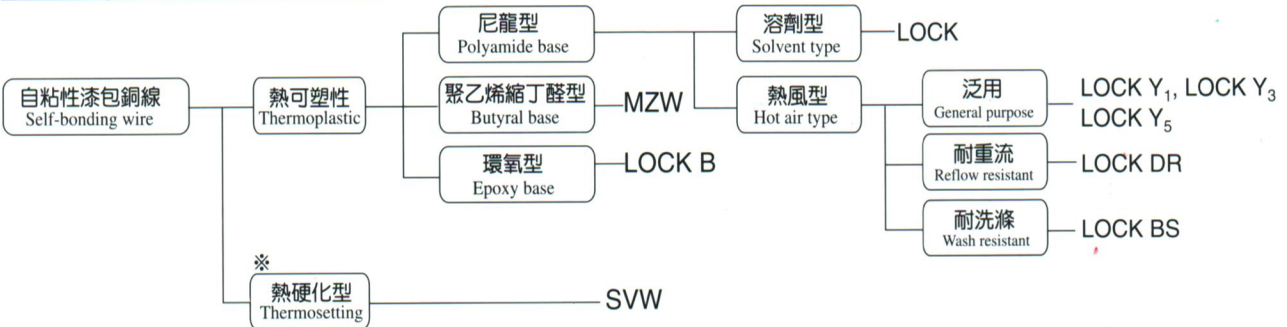 自粘性漆包銅線
Self-bonding wire
熱可塑性
Thermoplastic
尼龍型
Polyamide base
溶劑型
Solvent type
LOCK
熱風型
Hot air type
泛用
General purpose
LOCK Y₁, LOCK Y₃
LOCK Y₅
耐重流
Reflow resistant
LOCK DR
耐洗滌
Wash resistant
LOCK BS
聚乙烯縮丁醛型
Butyral base
MZW
環氧型
Epoxy base
LOCK B
※
熱硬化型
Thermosetting
SVW